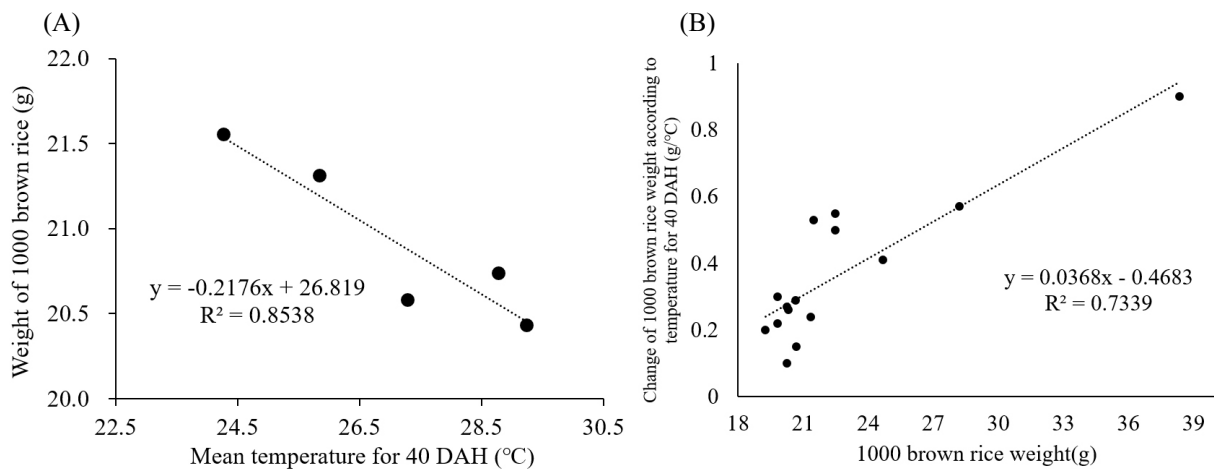 (A)
Weight of 1000 brown rice (g)
22.0
21.5
21.0
20.5
20.0
y = -0.2176x + 26.819
R² = 0.8538
22.5 24.5 26.5 28.5 30.5
Mean temperature for 40 DAH (℃)
(B)
Change of 1000 brown rice weight according to
temperature for 40 DAH (g/℃)
1
0.8
0.6
0.4
0.2
0
y = 0.0368x - 0.4683
R² = 0.7339
18 21 24 27 30 33 36 39
1000 brown rice weight(g)